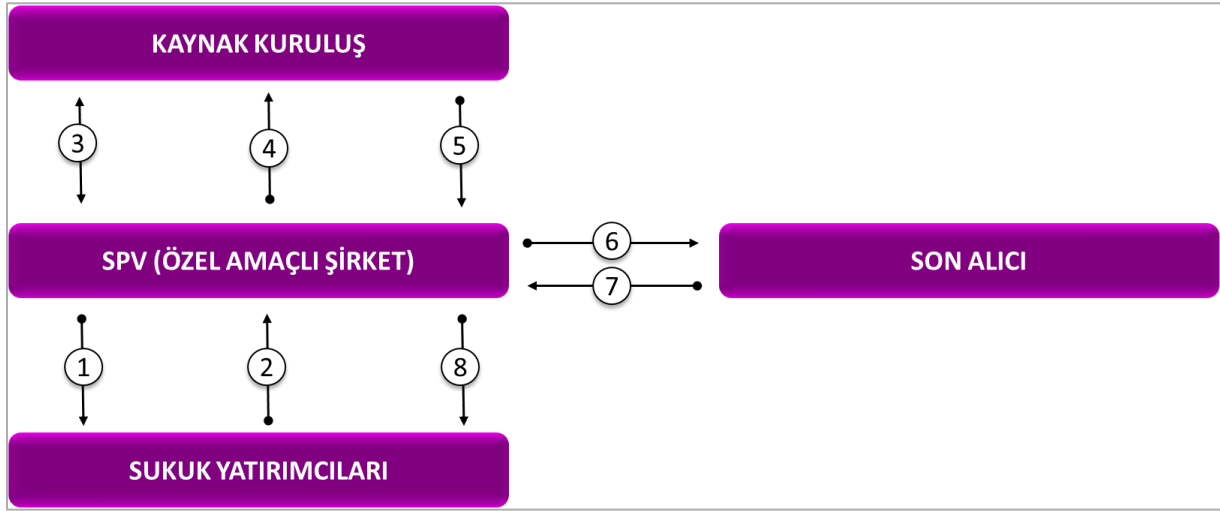 KAYNAK KURULUŞ
3
4
5
SPV (ÖZEL AMAÇLI ŞİRKET)
6
7
SON ALICI
1
2
8
SUKUK YATIRIMCILARI